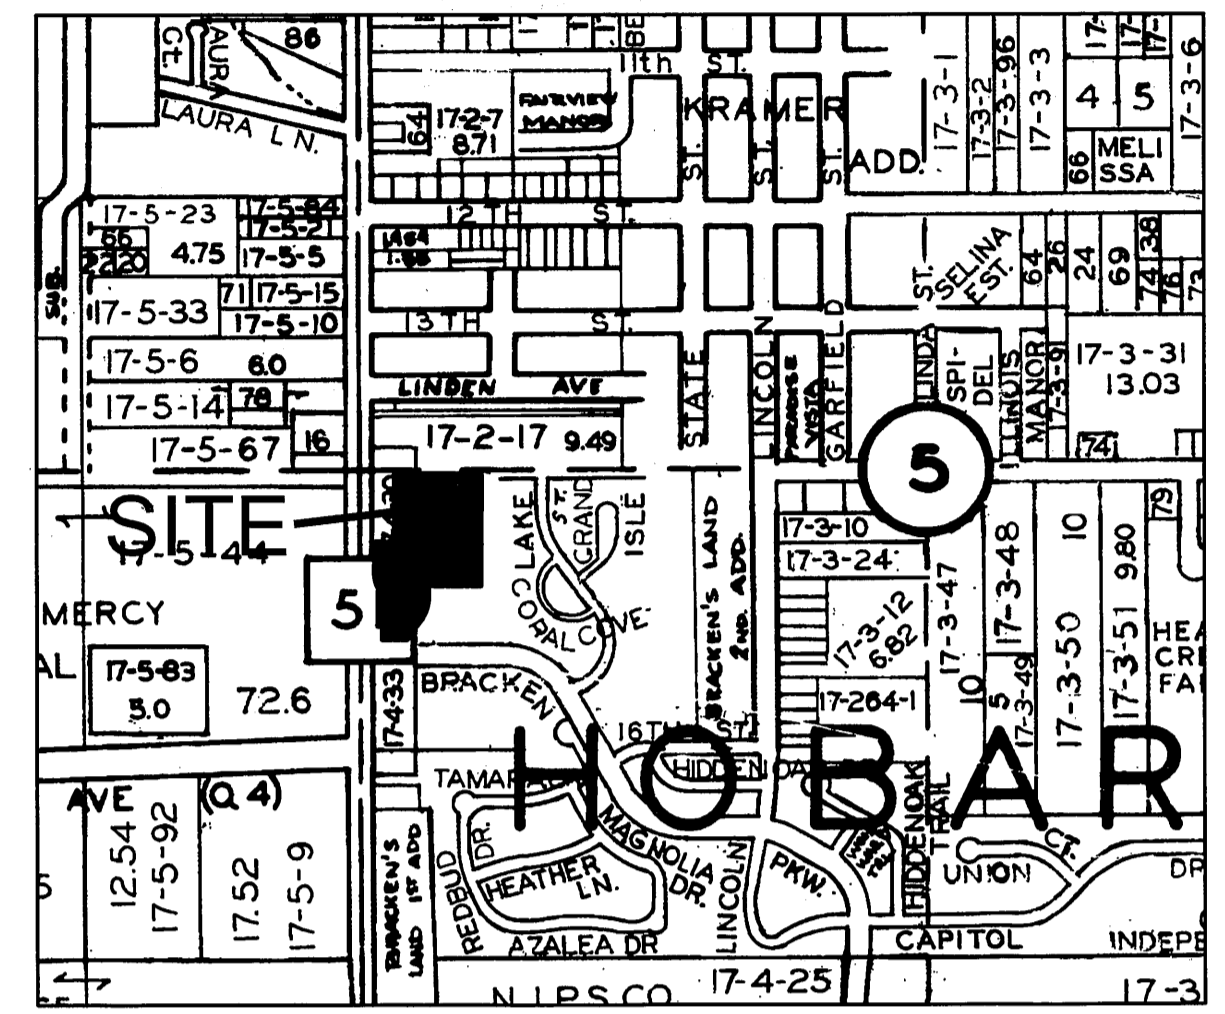 86
LAURA
Ct.
LAURA LN.
11th ST.
KRAMER
ADD.
64
17-2-7
8.71
FAIRVIEW
MANOR
ST.
ST.
ST.
17-3-1
17-3-2
17-3-96
17-3-3
4
5
66
MELI
SSA
17-3-6
17-5-23
17-5-84
17-5-2
17-5-5
66
22
20
4.75
12TH ST.
SUB.
17-5-33
71
17-5-15
17-5-10
13TH ST.
ST.
SELINA
EST.
64
26
24
69
38
74
76
73
17-5-6
6.0
17-5-14
78
17-5-67
16
LINDEN AVE
17-2-17
9.49
STATE
LINCOLN
PARADISE
VISTA
GARFIELD
LINDA
SPI-
DEL
ILLINOIS
MANOR
17-3-91
17-3-31
13.03
74
5
SITE
17-5-44
5
MERCY
AL
17-5-83
5.0
72.6
17-4-33
LAKE
ST.
GRAND
ISLE
CORAL COVE
BRACKEN
BRACKEN'S LAND
2ND. ADD.
17-3-10
17-3-24
17-3-12
6.82
17-264-1
17-3-47
10
17-3-48
5
17-3-49
10
17-3-50
9.80
17-3-51
79
HEA
CRE
FAI
16TH ST.
HOBAR
TAMARACK
HIDDEN OA
AVE
(Q4)
12.54
17-5-92
17.52
17-5-9
BRACKEN'S
LAND 1ST ADD
REDBUD DR.
HEATHER
LN.
MAGNOLIA
DR.
AZALEA DR
LINCOLN
PKW.
HIDDENOAK
TRAIL
UNION
CT.
DR
CAPITOL
INDEPE
N.I.P.S.CO.
17-4-25
17-3